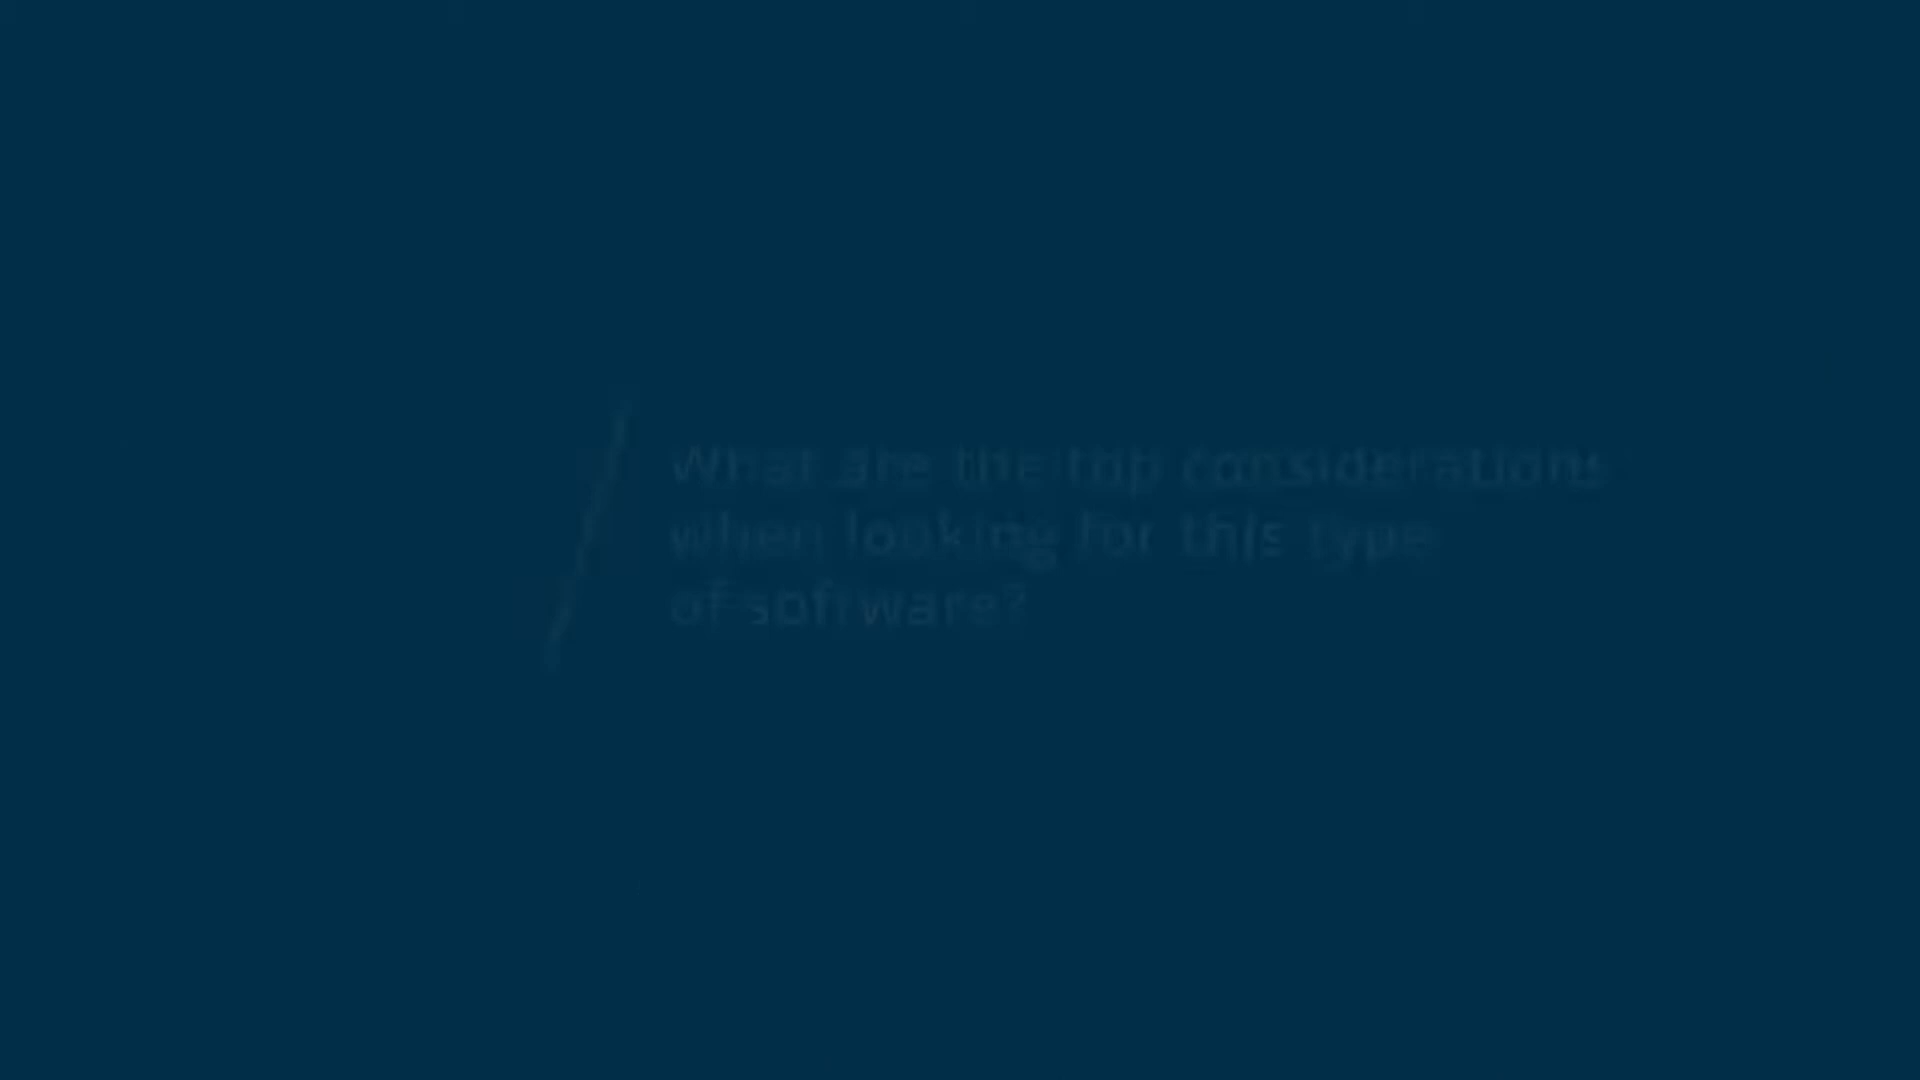 What are the top considerations
when looking for this type
of software?